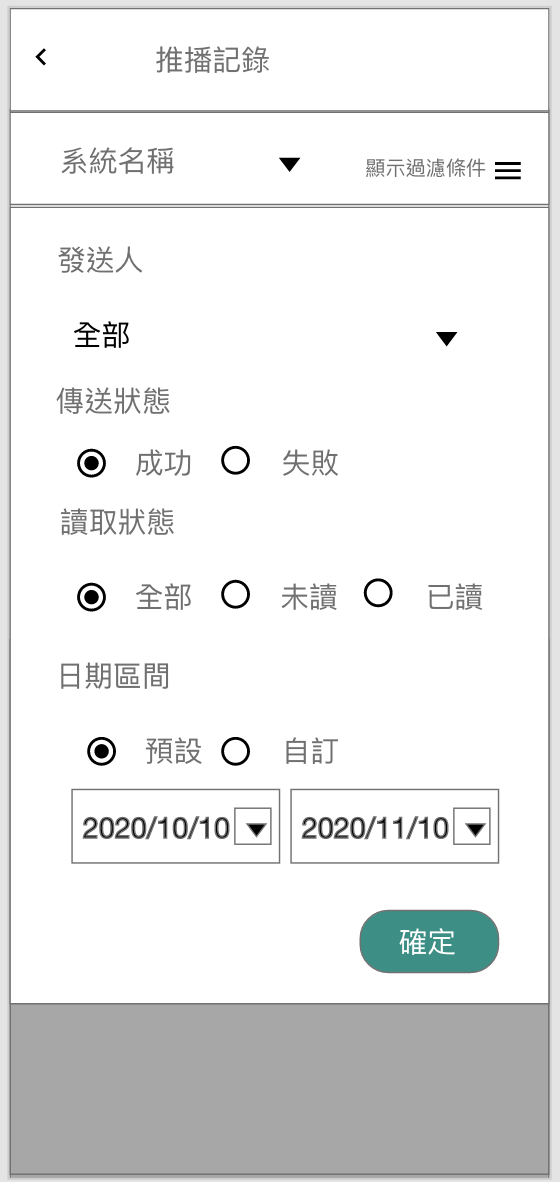 推播記錄
系統名稱
顯示過濾條件
發送人
全部
傳送狀態
成功 失敗
讀取狀態
全部 未讀 已讀
日期區間
預設 自訂
2020/10/10 2020/11/10
確定